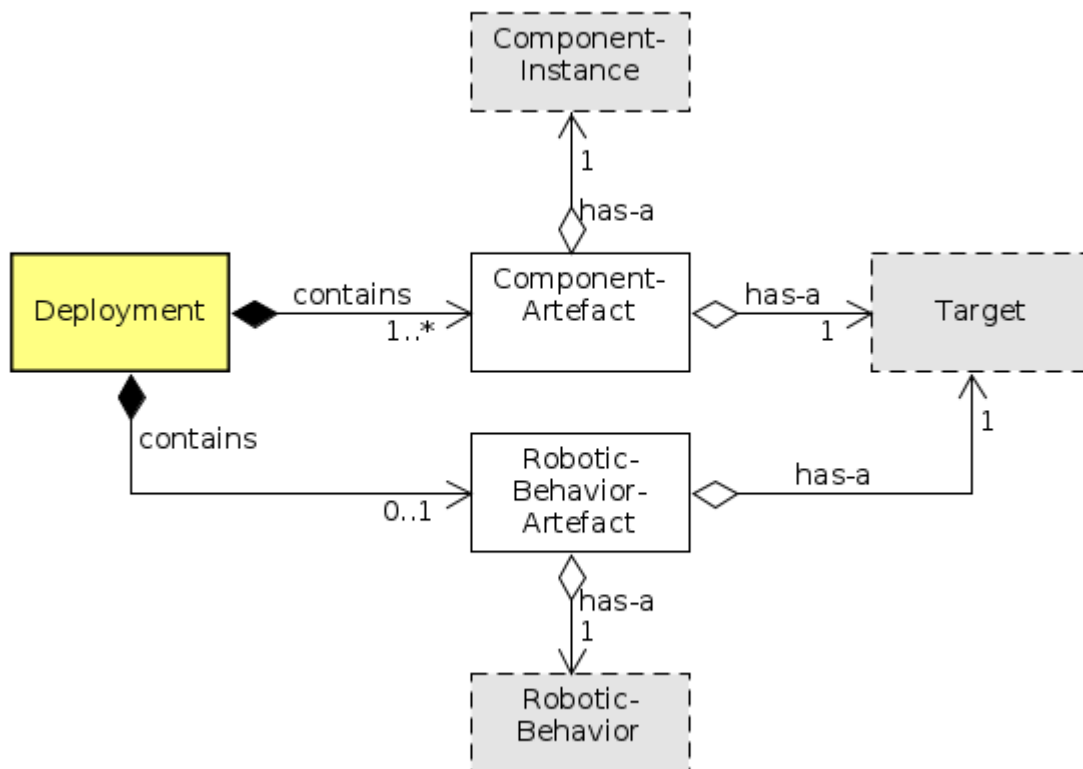 Component-
Instance
1
has-a
Deployment
contains
1..*
Component-
Artefact
has-a
1
Target
contains
0..1
Robotic-
Behavior-
Artefact
has-a
1
has-a
1
Robotic-
Behavior